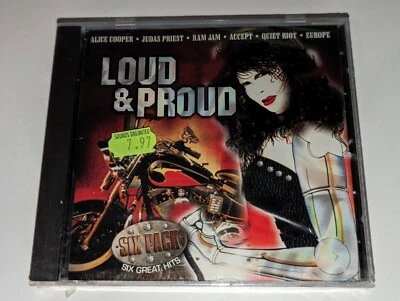 ALICE COOPER • JUDAS PRIEST • RAM JAM • ACCEPT • QUIET RIOT • EUROPE
LOUD
& PROUD
SOUNDS UNLIMITED
7.97
SIX PACK
SIX GREAT HITS